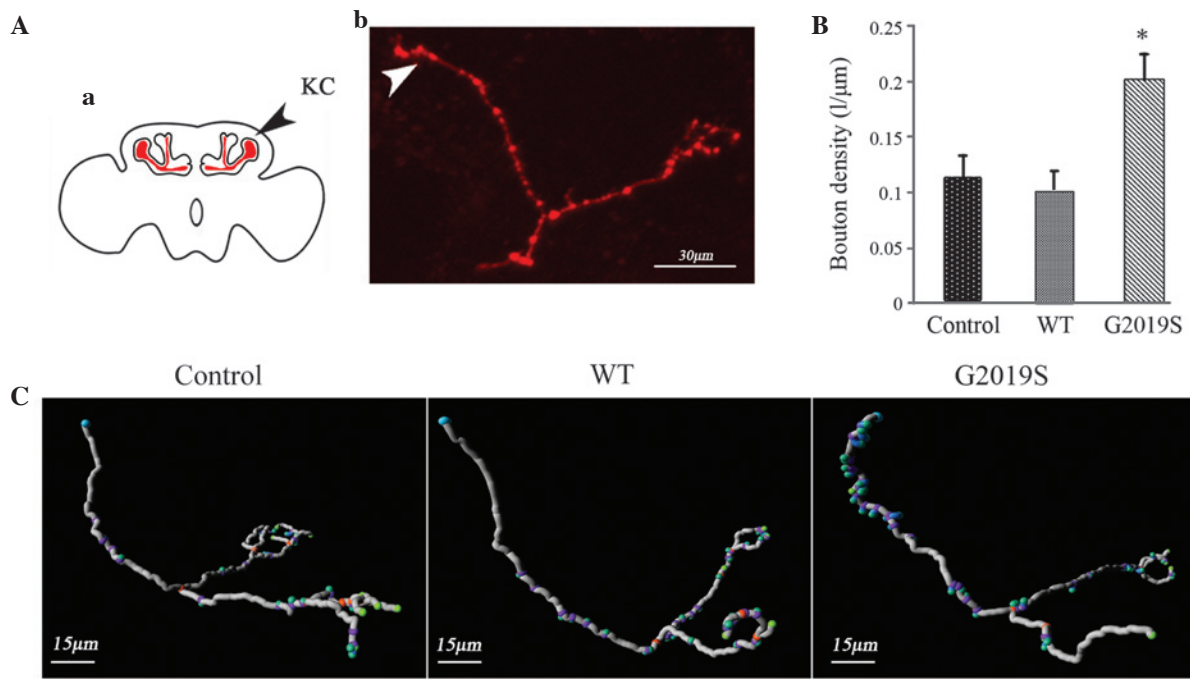 A
a
KC
b
30μm
B
Bouton density (1/μm)
0.25
0.2
0.15
0.1
0.05
0
*
Control
WT
G2019S
C
Control
WT
G2019S
15μm
15μm
15μm